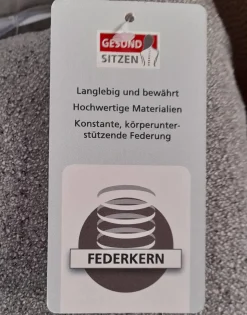 GESUND
SITZEN
Langlebig und bewährt
Hochwertige Materialien
Konstante, körperunter-
stützende Federung
FEDERKERN